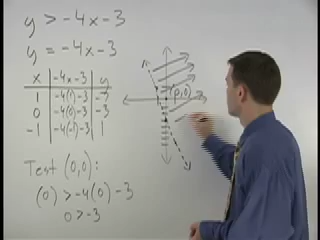 y > -4x - 3
y = -4x - 3
x | -4x - 3 | y
1 | -4(1) - 3 | -7
0 | -4(0) - 3 | -3
-1 | -4(-1) - 3 | 1
Test (0,0):
(0) > -4(0) - 3
0 > -3
(0,0)